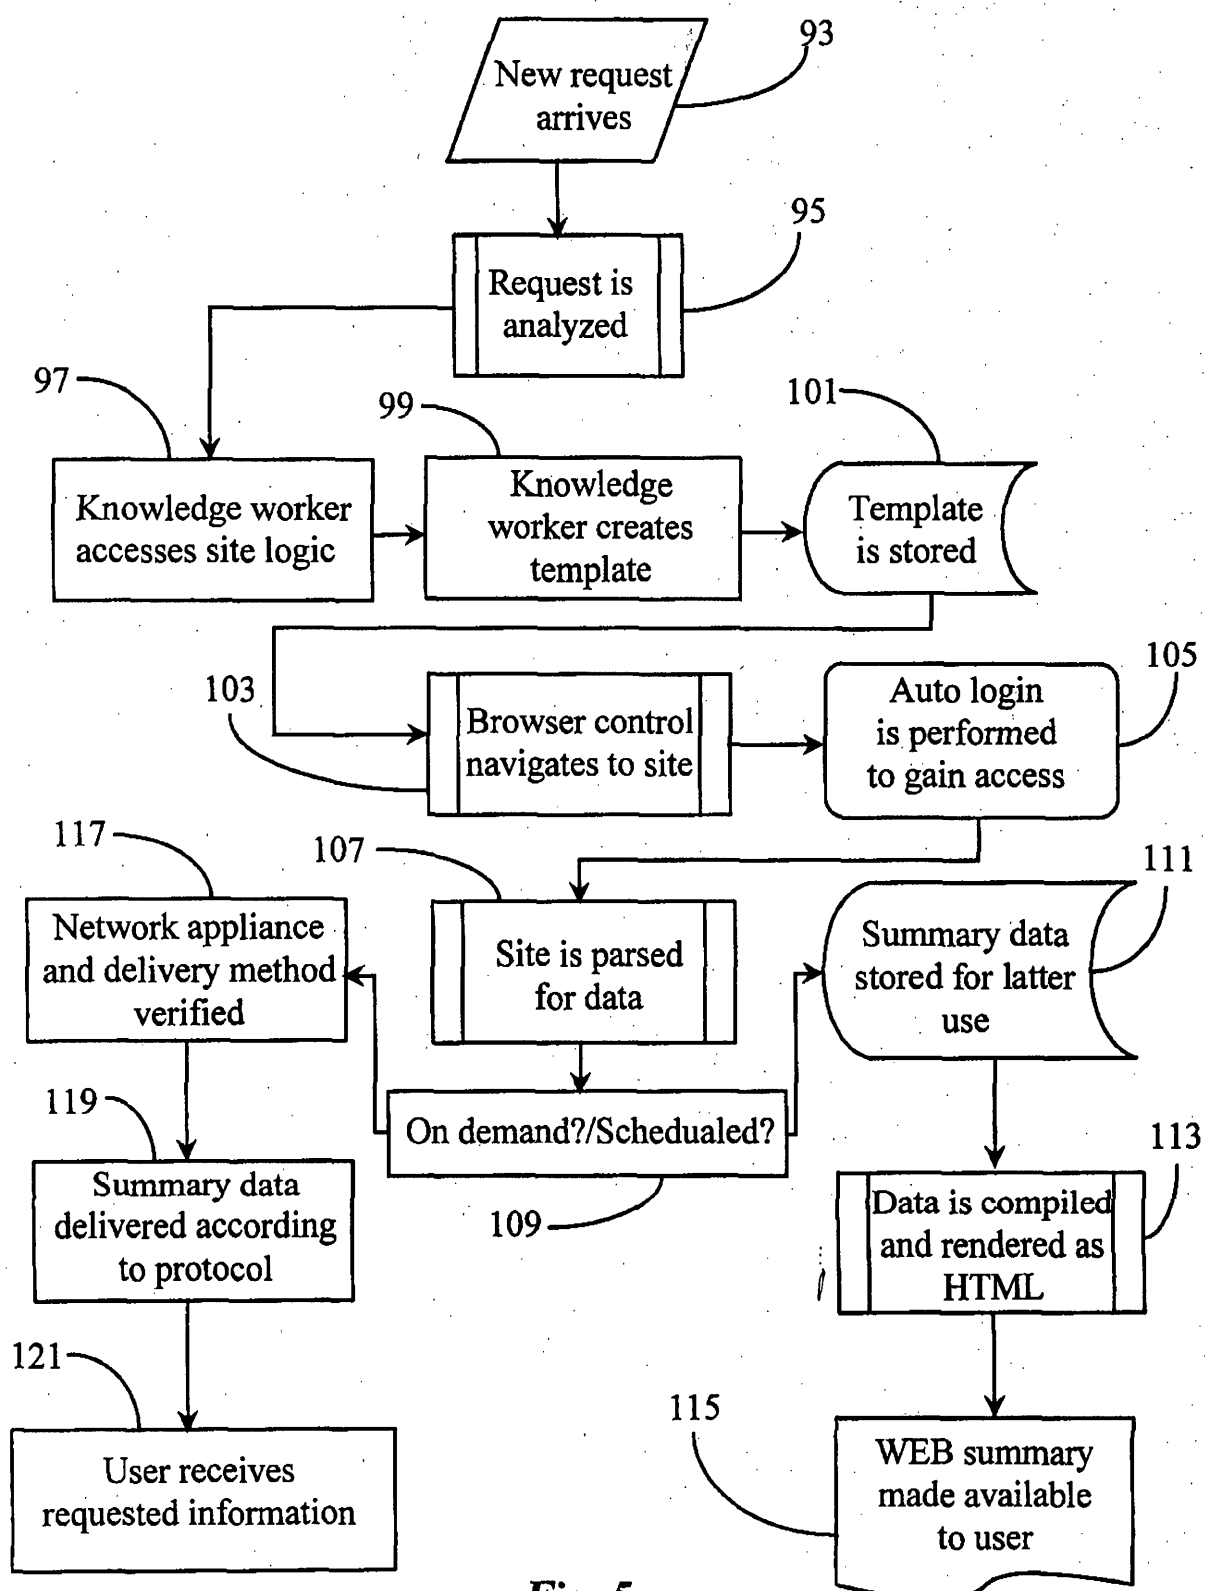 93
New request
arrives
95
Request is
analyzed
97
Knowledge worker
accesses site logic
99
Knowledge
worker creates
template
101
Template
is stored
103
Browser control
navigates to site
105
Auto login
is performed
to gain access
107
Site is parsed
for data
117
Network appliance
and delivery method
verified
111
Summary data
stored for latter
use
On demand?/Schedualed?
109
119
Summary data
delivered according
to protocol
113
Data is compiled
and rendered as
HTML
121
User receives
requested information
115
WEB summary
made available
to user
Fig. 5